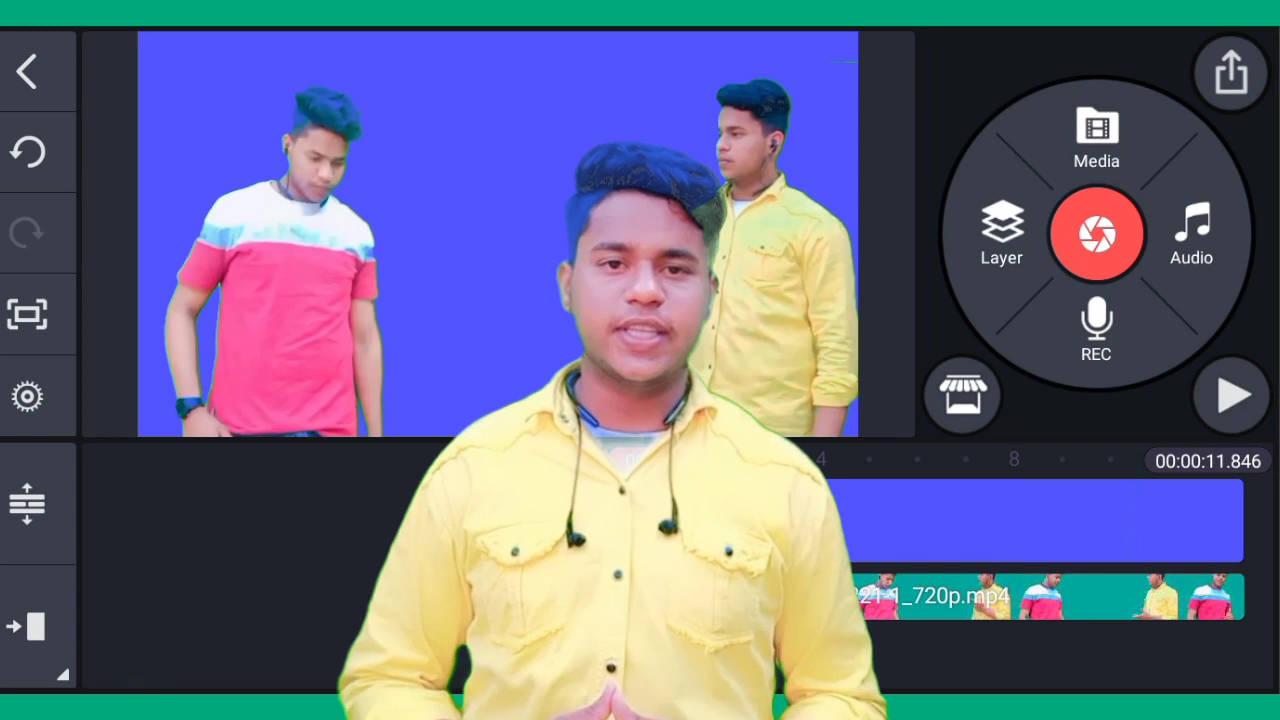 Media
Layer
Audio
REC
4
8
00:00:11.846
21-1_720p.mp4